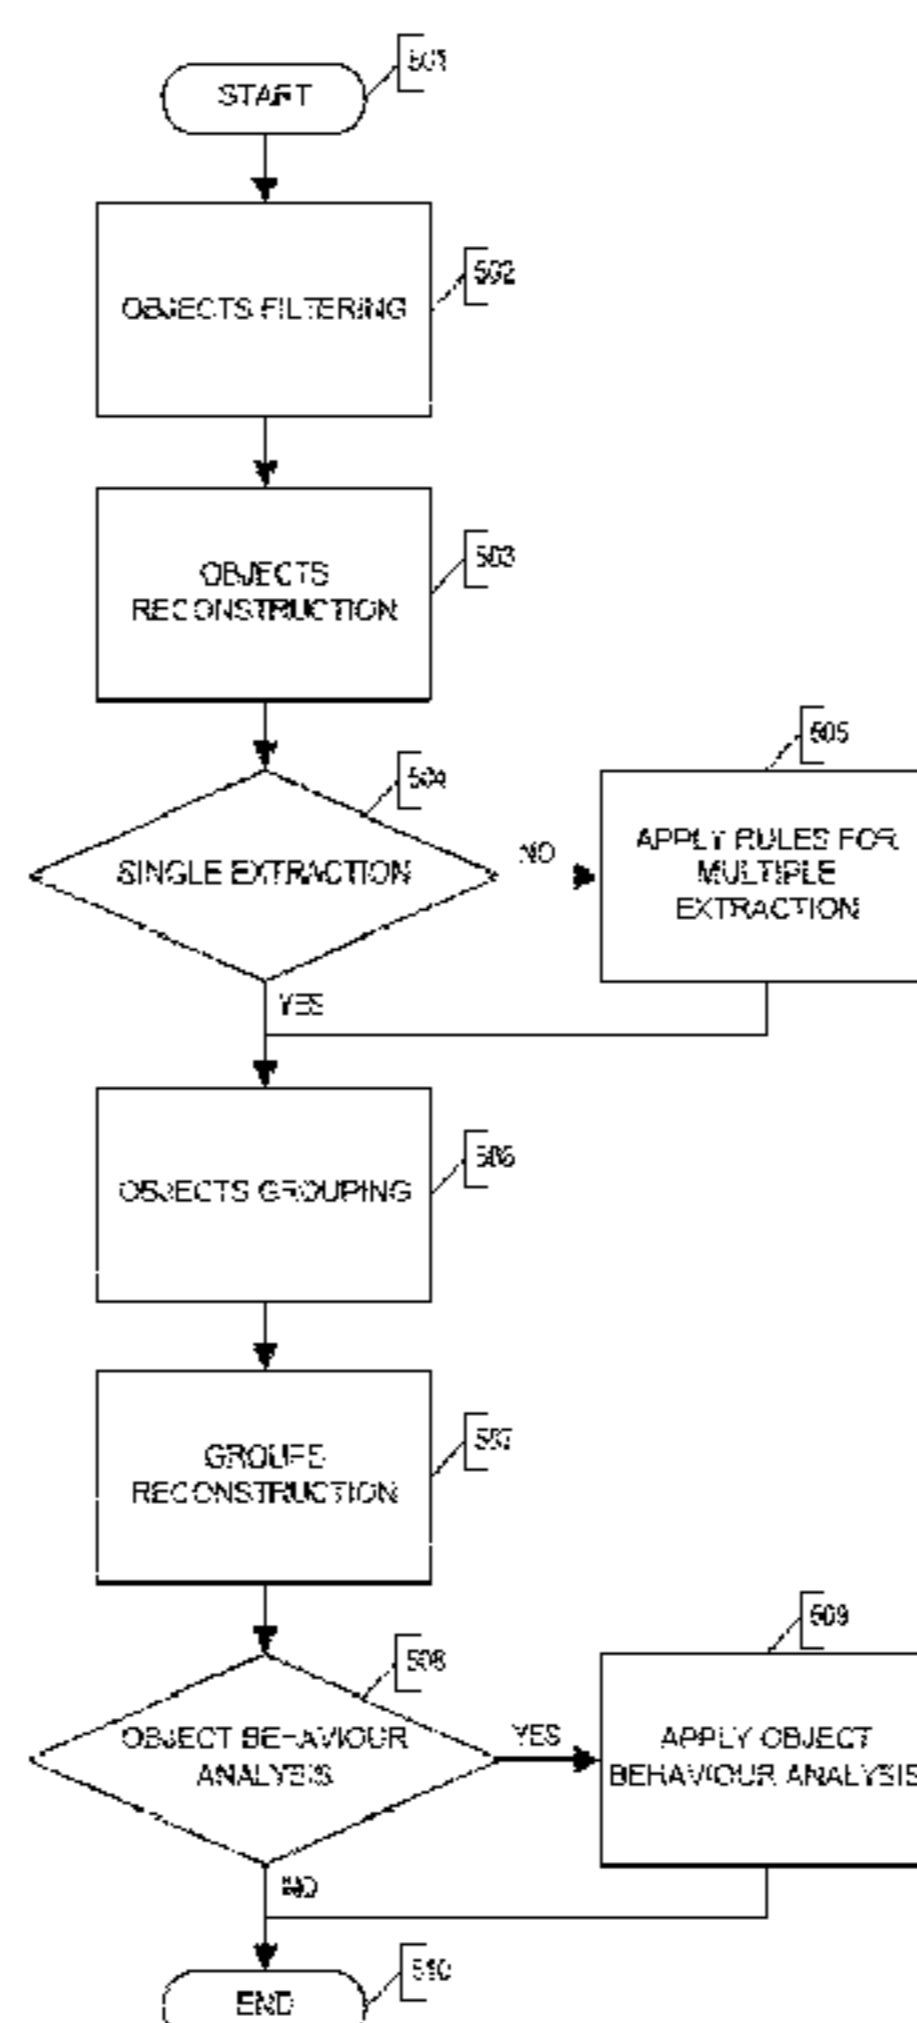 501
START
502
OBJECTS FILTERING
503
OBJECTS
RECONSTRUCTION
504
SINGLE EXTRACTION
NO
505
APPLY RULES FOR
MULTIPLE
EXTRACTION
YES
506
OBJECTS GROUPING
507
GROUPS
RECONSTRUCTION
508
OBJECT BEHAVIOUR
ANALYSIS
YES
509
APPLY OBJECT
BEHAVIOUR ANALYSIS
NO
510
END